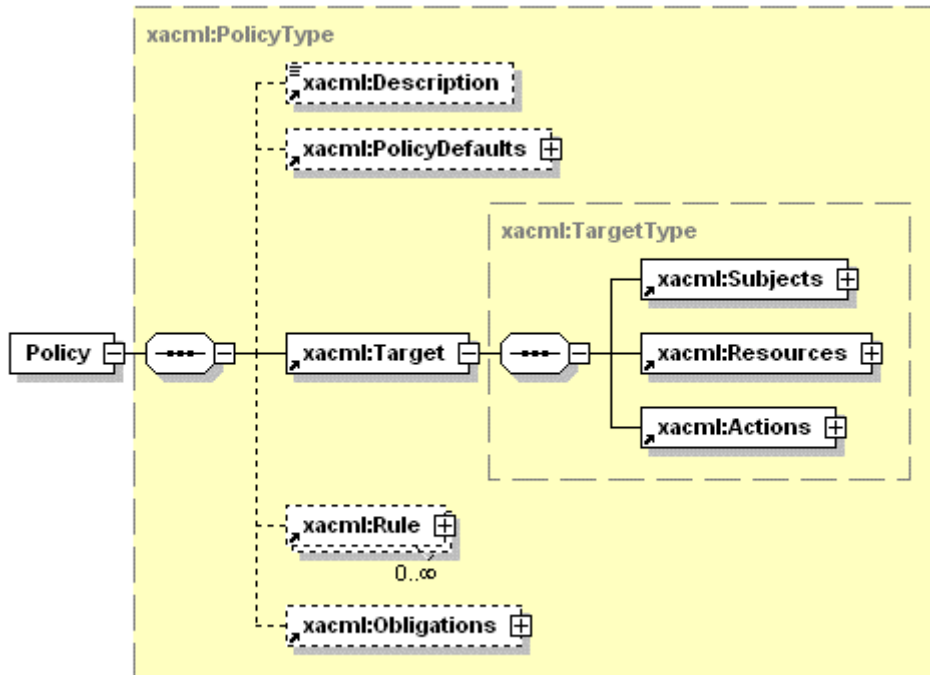 xacml:PolicyType
xacml:Description
xacml:PolicyDefaults
xacml:TargetType
xacml:Subjects
Policy
xacml:Target
xacml:Resources
xacml:Actions
xacml:Rule
0..∞
xacml:Obligations